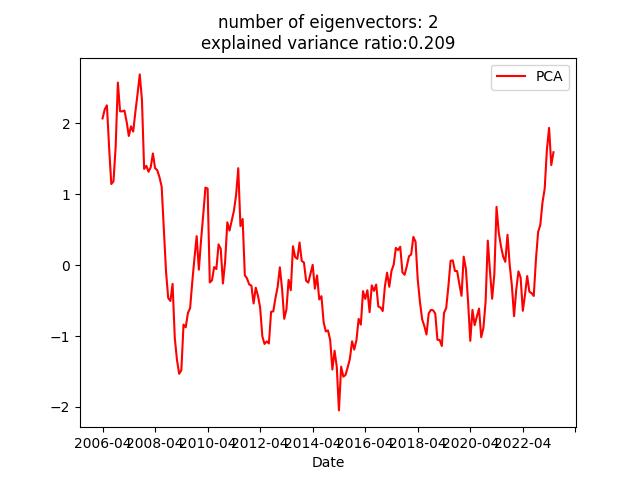 number of eigenvectors: 2
explained variance ratio:0.209
PCA
2
1
0
−1
−2
2006-04 2008-04 2010-04 2012-04 2014-04 2016-04 2018-04 2020-04 2022-04
Date